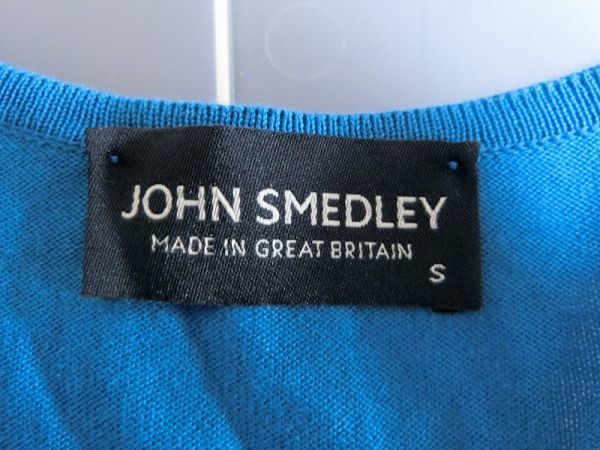 JOHN SMEDLEY
MADE IN GREAT BRITAIN
S